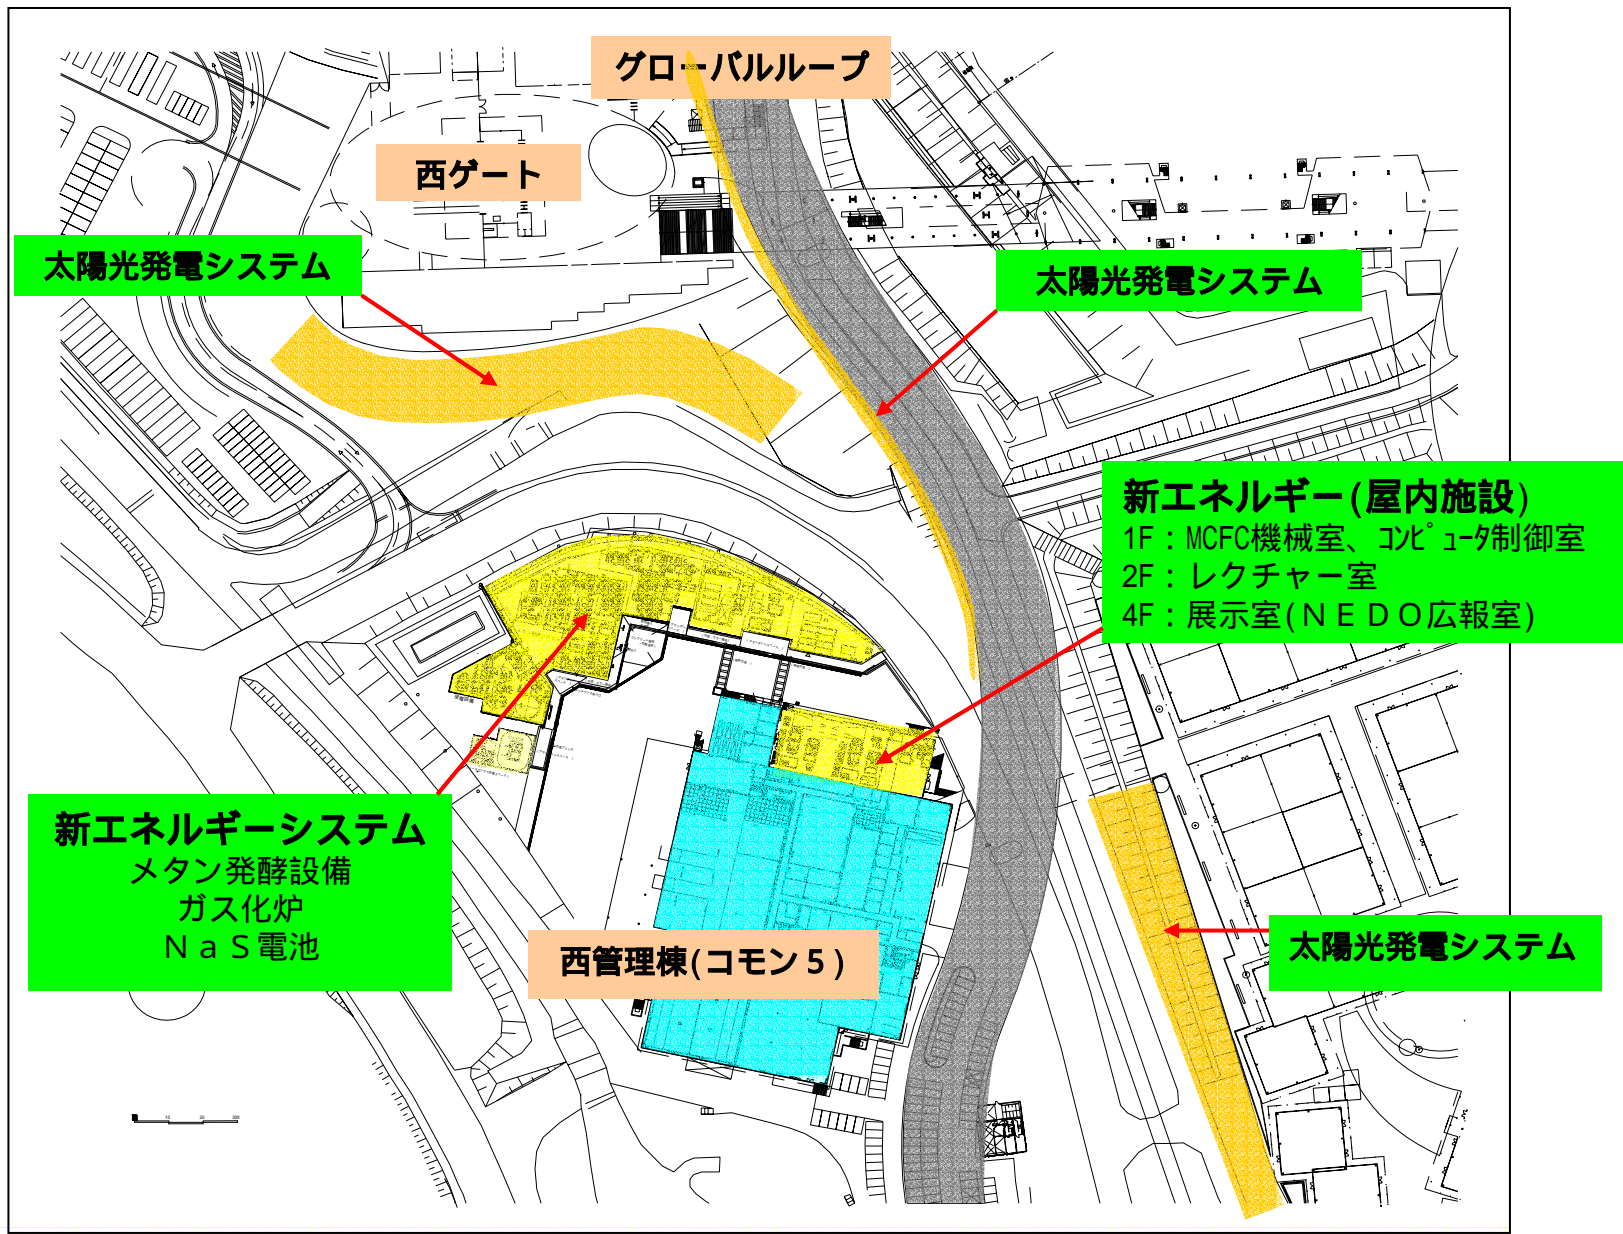 グローバルループ
西ゲート
太陽光発電システム
太陽光発電システム
新エネルギー(屋内施設)
1F：MCFC機械室、ｺﾝﾋﾟｭｰﾀ制御室
2F：レクチャー室
4F：展示室(ＮＥＤＯ広報室)
新エネルギーシステム
メタン発酵設備
ガス化炉
ＮａＳ電池
西管理棟(コモン５)
太陽光発電システム